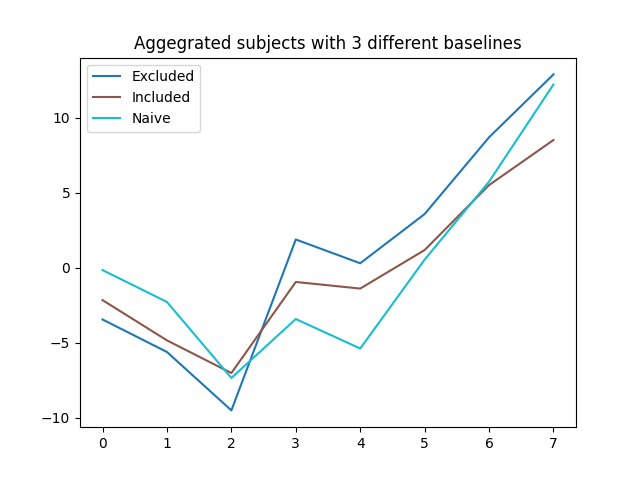 Aggegrated subjects with 3 different baselines
Excluded
Included
Naive
10
5
0
−5
−10
0 1 2 3 4 5 6 7